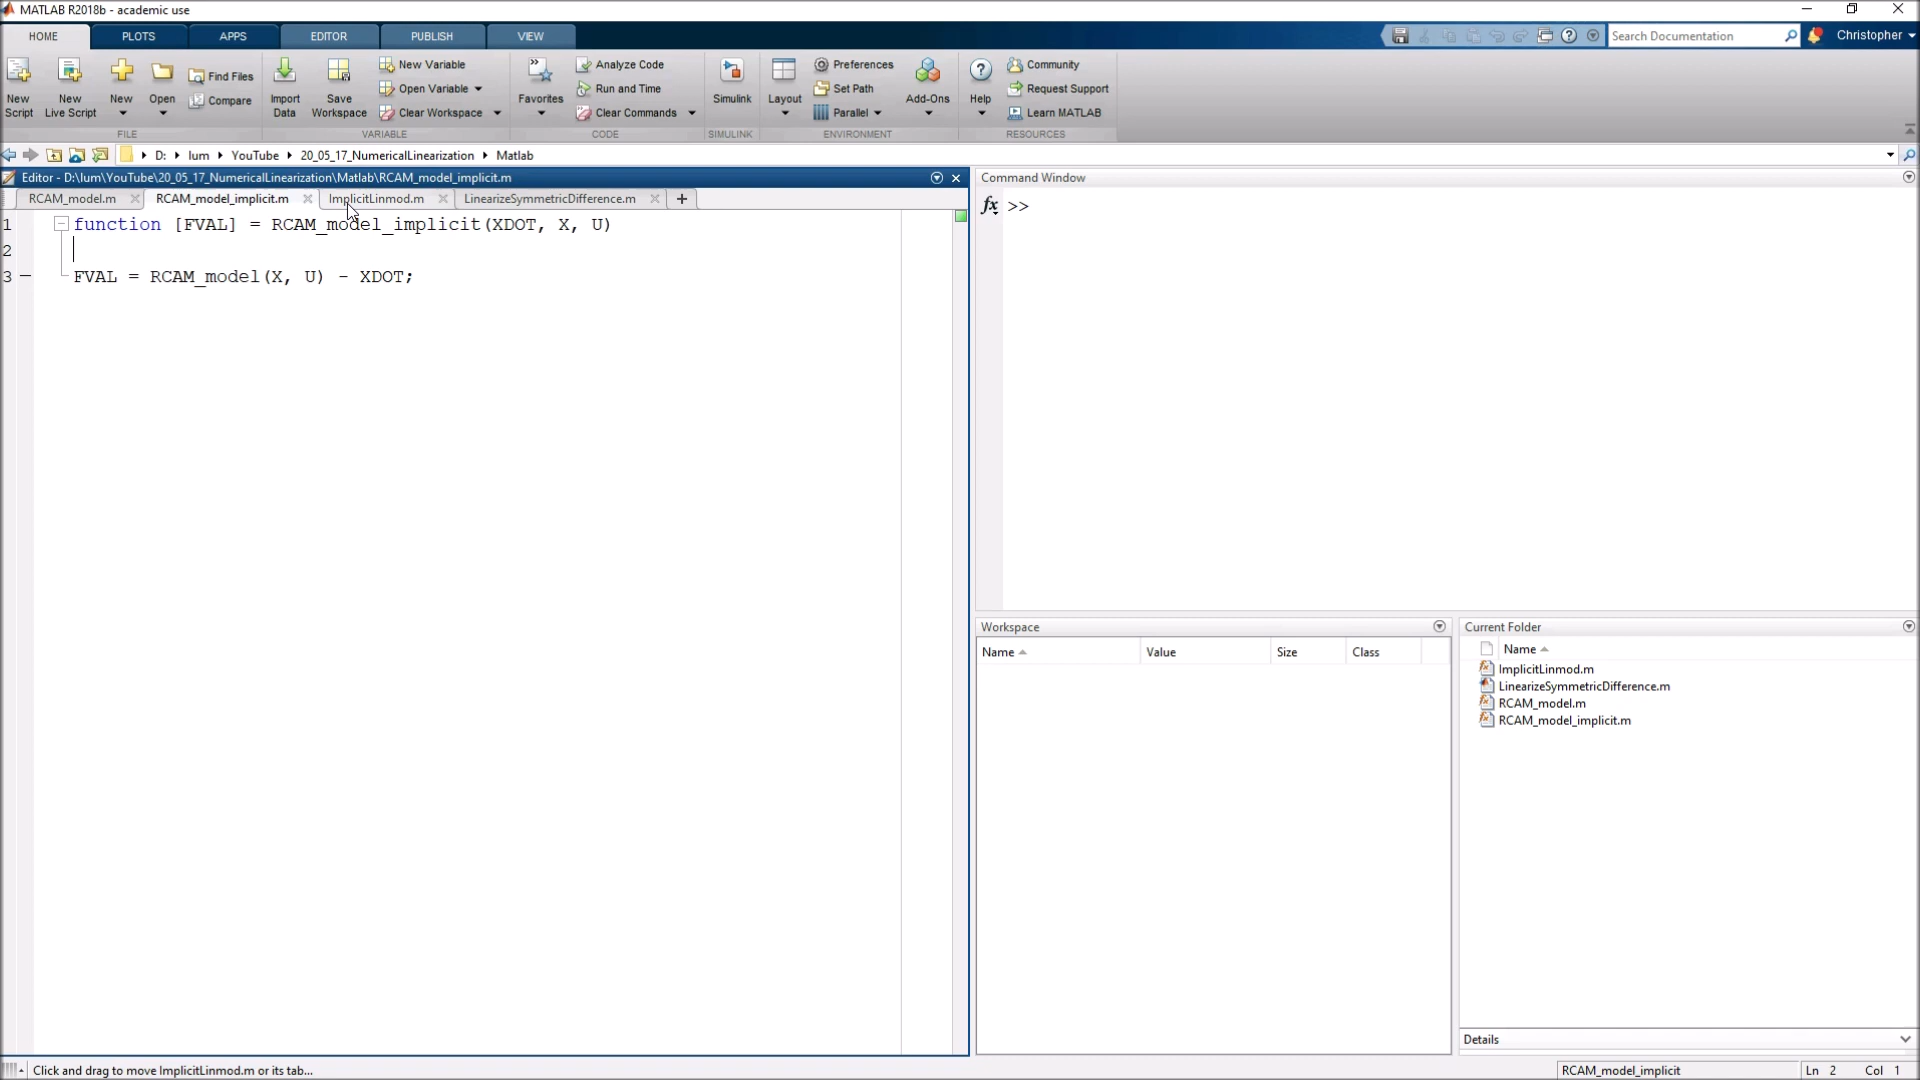 MATLAB R2018b - academic use
HOME PLOTS APPS EDITOR PUBLISH VIEW
Search Documentation
Christopher
New Script
New Live Script
New
Open
Find Files
Compare
FILE
Import Data
Save Workspace
New Variable
Open Variable
Clear Workspace
VARIABLE
Favorites
Analyze Code
Run and Time
Clear Commands
CODE
Simulink
SIMULINK
Layout
Preferences
Set Path
Parallel
ENVIRONMENT
Add-Ons
Help
Community
Request Support
Learn MATLAB
RESOURCES
D: lum YouTube 20_05_17_NumericalLinearization Matlab
Editor - D:\lum\YouTube\20_05_17_NumericalLinearization\Matlab\RCAM_model_implicit.m
RCAM_model.m RCAM_model_implicit.m ImplicitLinmod.m LinearizeSymmetricDifference.m
1 function [FVAL] = RCAM_model_implicit(XDOT, X, U)
2
3 FVAL = RCAM_model(X, U) - XDOT;
Command Window
fx >>
Workspace
Name Value Size Class
Current Folder
Name
ImplicitLinmod.m
LinearizeSymmetricDifference.m
RCAM_model.m
RCAM_model_implicit.m
Details
Click and drag to move ImplicitLinmod.m or its tab...
RCAM_model_implicit
Ln 2 Col 1